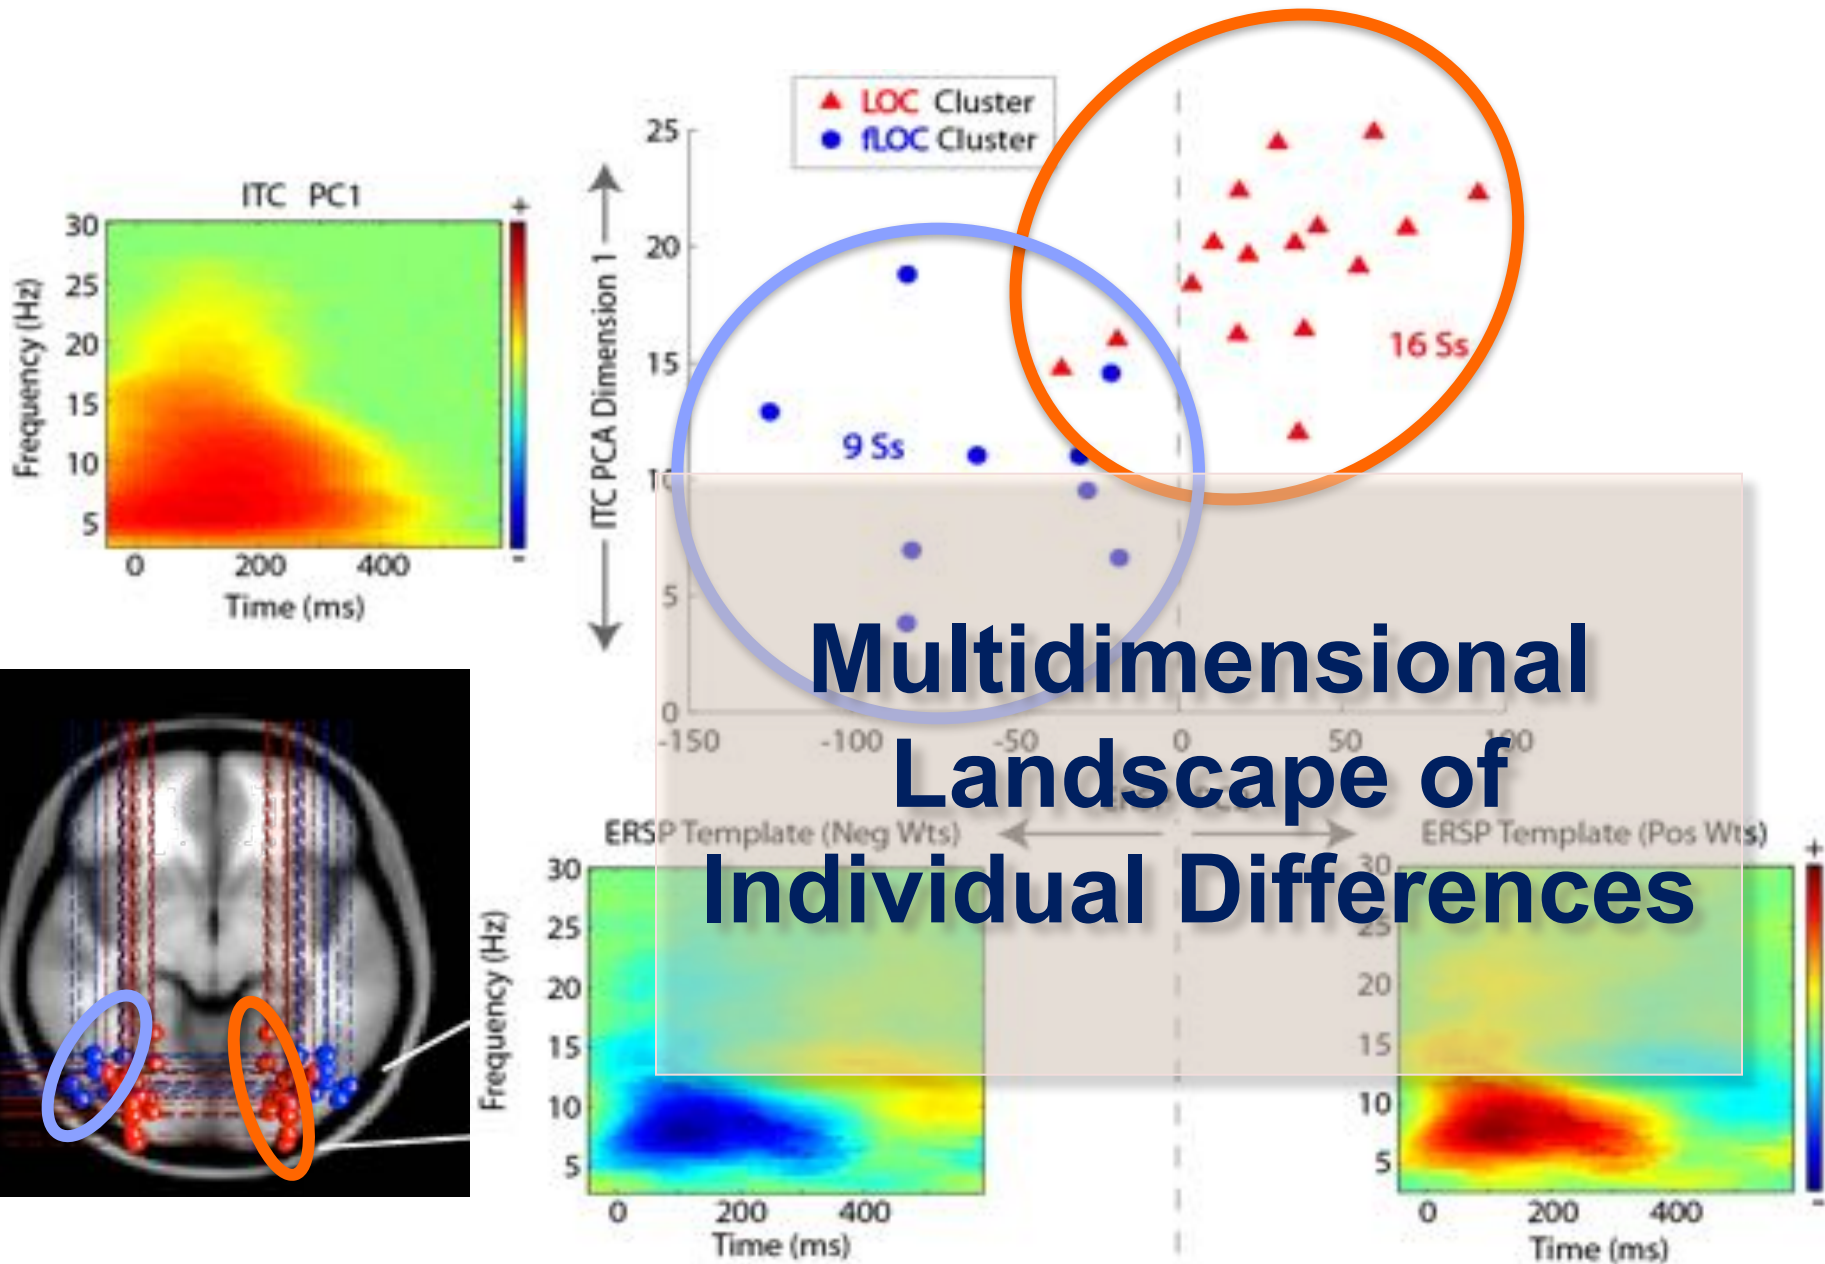 LOC Cluster
fLOC Cluster
ITC PC1
+
30
25
20
15
10
5
-
0 200 400
Time (ms)
Frequency (Hz)
ITC PCA Dimension 1
25
20
15
10
5
0
-150 -100 -50 0 50 100
16 Ss
9 Ss
Multidimensional
Landscape of
Individual Differences
ERSP Template (Neg Wts)
30
25
20
15
10
5
Frequency (Hz)
0 200 400
Time (ms)
ERSP Template (Pos Wts)
+
30
25
20
15
10
5
-
0 200 400
Time (ms)